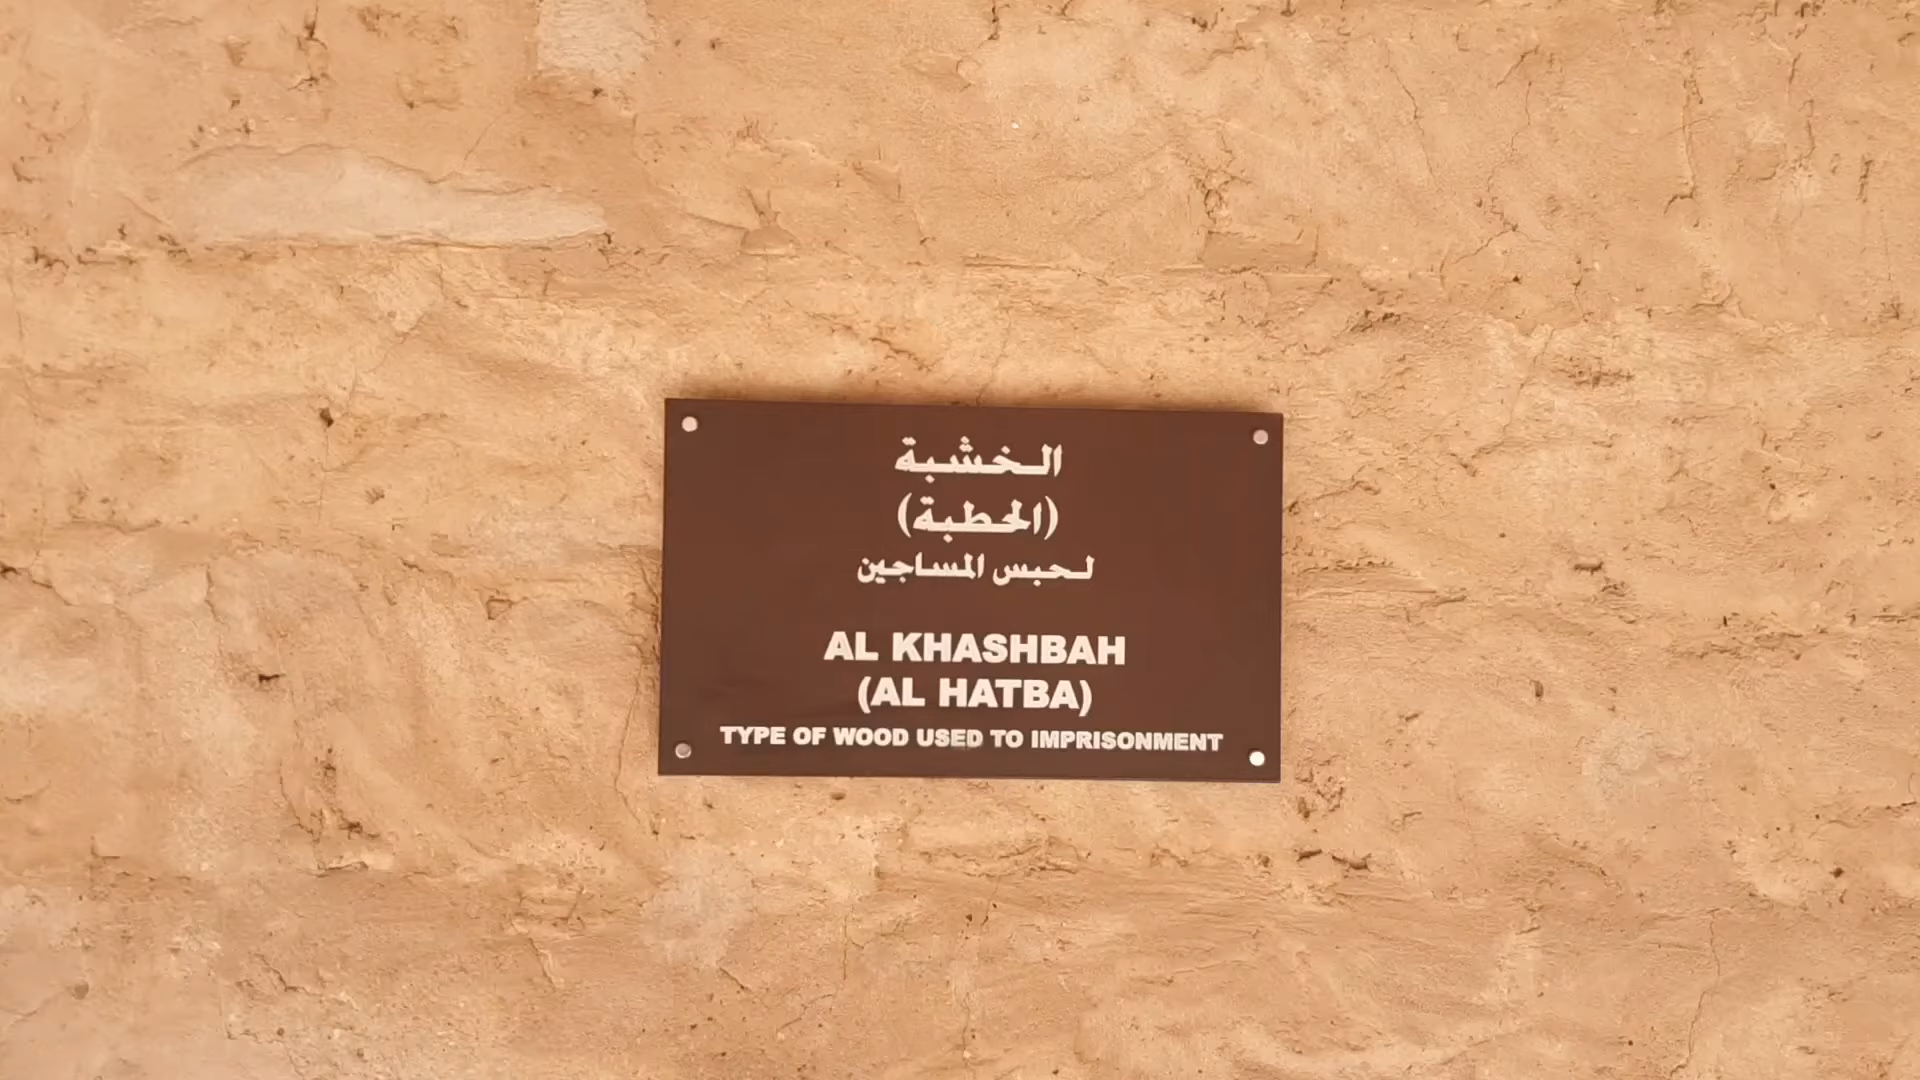 الخشبة
(الحطبة)
لحبس المساجين
AL KHASHBAH
(AL HATBA)
TYPE OF WOOD USED TO IMPRISONMENT